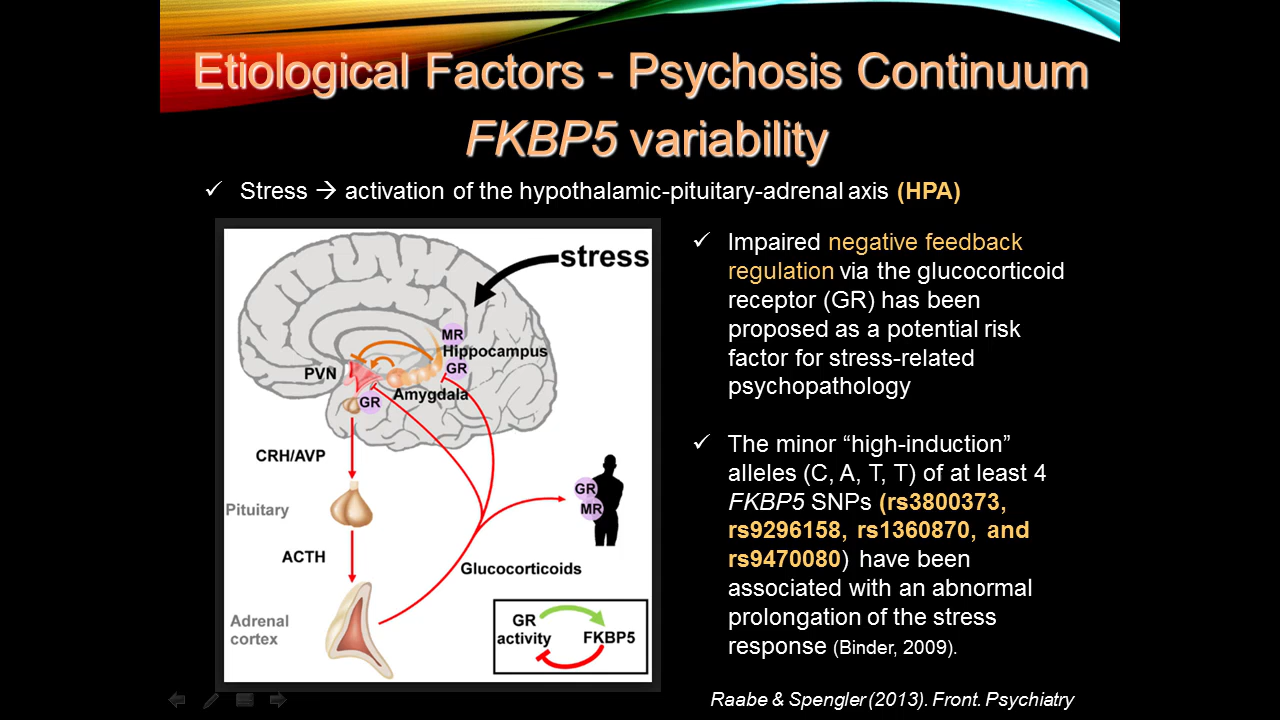 Etiological Factors - Psychosis Continuum
FKBP5 variability
✓ Stress → activation of the hypothalamic-pituitary-adrenal axis (HPA)
stress
MR
Hippocampus
GR
PVN
Amygdala
GR
CRH/AVP
Pituitary
ACTH
Adrenal
cortex
Glucocorticoids
GR
MR
GR
activity
FKBP5
✓ Impaired negative feedback
regulation via the glucocorticoid
receptor (GR) has been
proposed as a potential risk
factor for stress-related
psychopathology
✓ The minor “high-induction”
alleles (C, A, T, T) of at least 4
FKBP5 SNPs (rs3800373,
rs9296158, rs1360870, and
rs9470080) have been
associated with an abnormal
prolongation of the stress
response (Binder, 2009).
Raabe & Spengler (2013). Front. Psychiatry